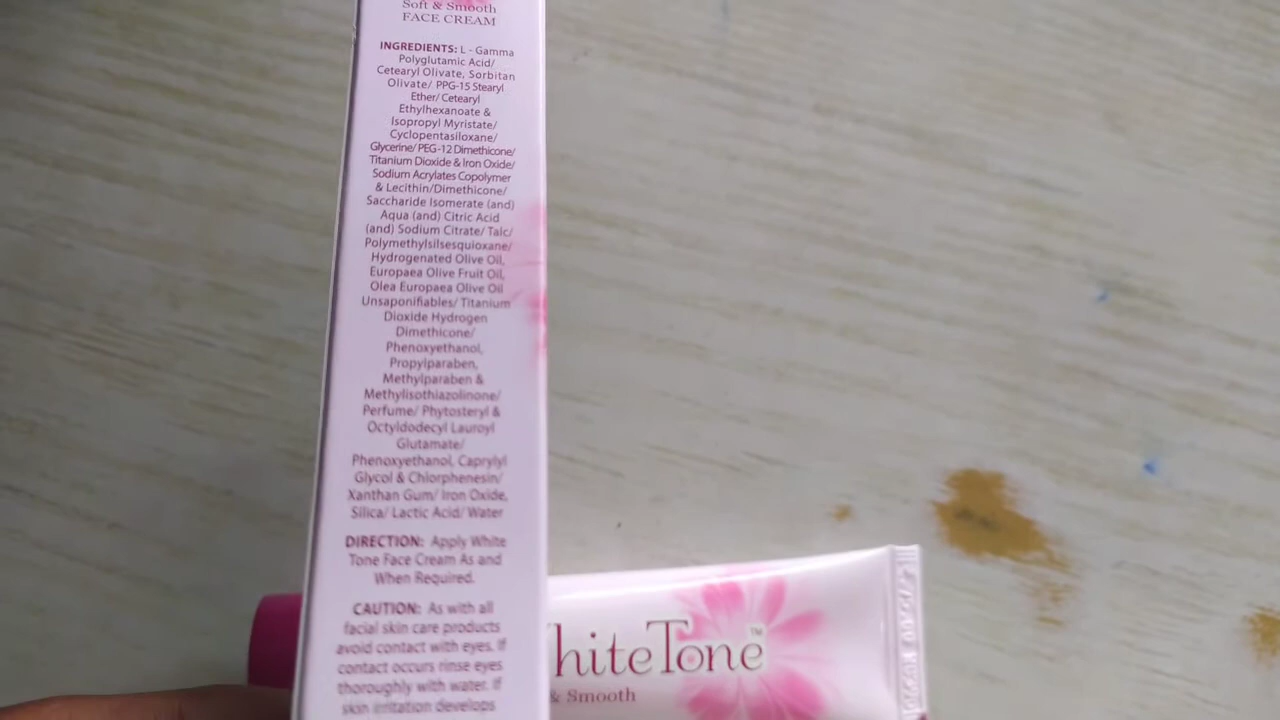 Soft & Smooth
FACE CREAM
INGREDIENTS: L - Gamma
Polyglutamic Acid/
Cetearyl Olivate, Sorbitan
Olivate/ PPG-15 Stearyl
Ether/ Cetearyl
Ethylhexanoate &
Isopropyl Myristate/
Cyclopentasiloxane/
Glycerine/ PEG-12 Dimethicone/
Titanium Dioxide & Iron Oxide/
Sodium Acrylates Copolymer
& Lecithin/Dimethicone/
Saccharide Isomerate (and)
Aqua (and) Citric Acid
(and) Sodium Citrate/ Talc/
Polymethylsilsesquioxane/
Hydrogenated Olive Oil,
Europaea Olive Fruit Oil,
Olea Europaea Olive Oil
Unsaponifiables/ Titanium
Dioxide Hydrogen
Dimethicone/
Phenoxyethanol,
Propylparaben,
Methylparaben &
Methylisothiazolinone/
Perfume/ Phytosteryl &
Octyldodecyl Lauroyl
Glutamate/
Phenoxyethanol, Caprylyl
Glycol & Chlorphenesin/
Xanthan Gum/ Iron Oxide,
Silica/ Lactic Acid/ Water
DIRECTION: Apply White
Tone Face Cream As and
When Required.
CAUTION: As with all
facial skin care products
avoid contact with eyes. If
contact occurs rinse eyes
thoroughly with water. If
skin irritation develops
hiteTone™
& Smooth